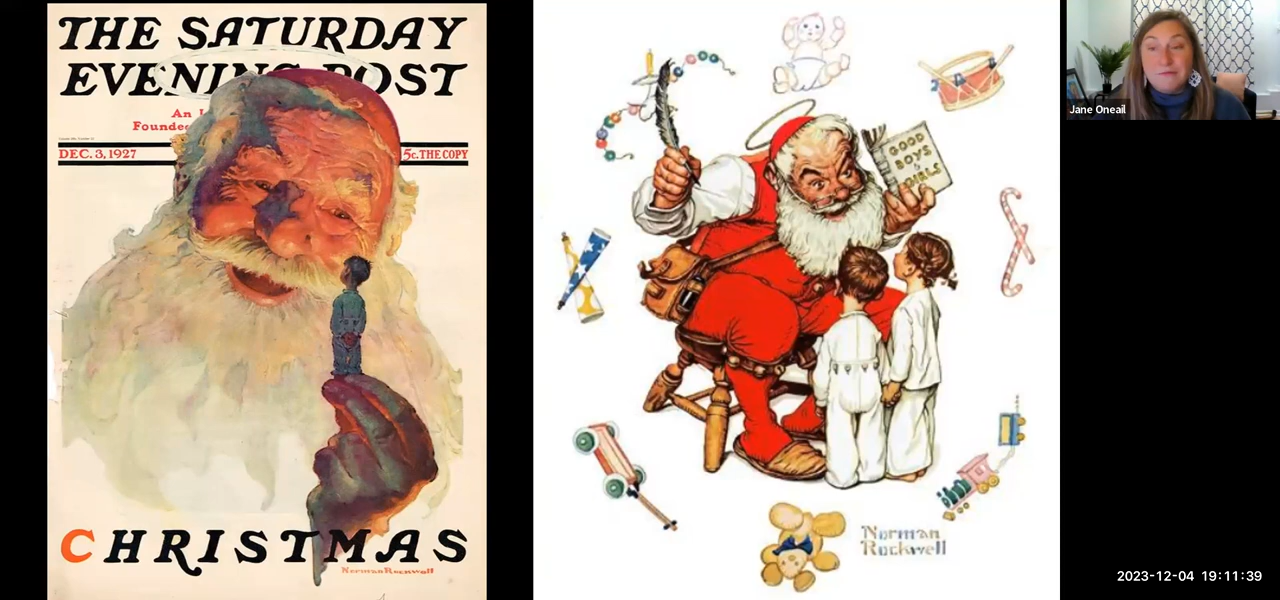 THE SATURDAY
EVENING POST
An I
Founde
DEC. 3, 1927
5c. THE COPY
CHRISTMAS
Norman Rockwell
GOOD
BOYS
&
GIRLS
Norman
Rockwell
Jane Oneail
2023-12-04 19:11:39